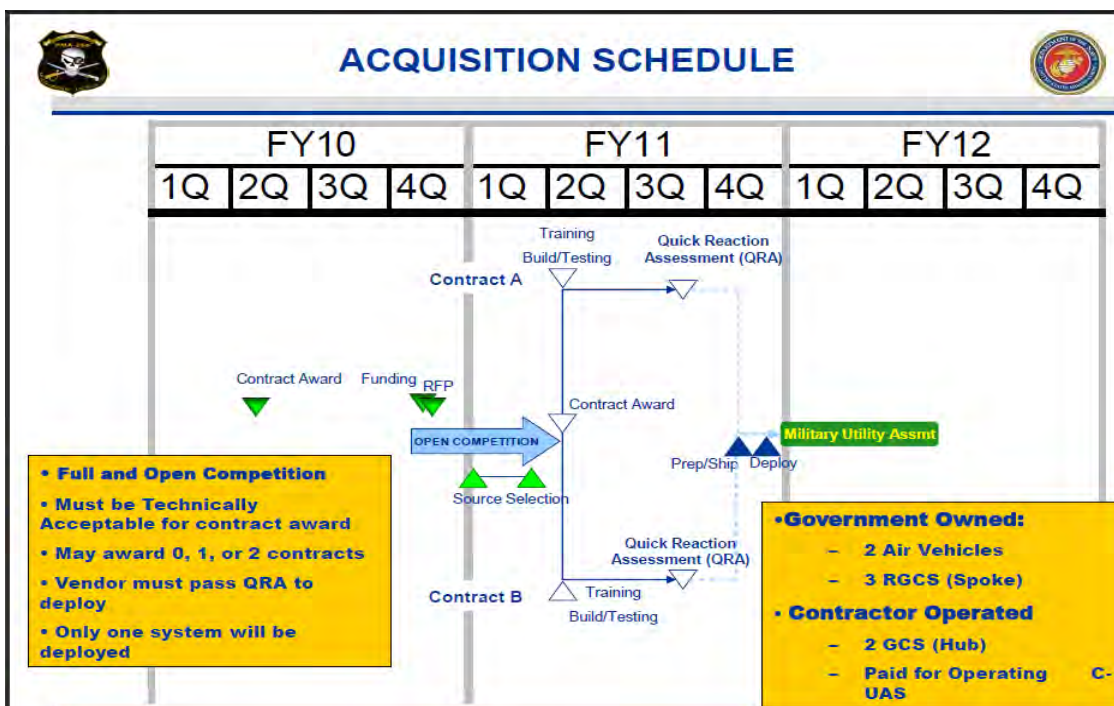 ACQUISITION SCHEDULE
FY10
FY11
FY12
1Q 2Q 3Q 4Q 1Q 2Q 3Q 4Q 1Q 2Q 3Q 4Q
Training
Build/Testing
Quick Reaction
Assessment (QRA)
Contract A
Contract Award
Funding
RFP
Contract Award
OPEN COMPETITION
Military Utility Assmt
Prep/Ship
Deploy
Source Selection
Quick Reaction
Assessment (QRA)
Contract B
Training
Build/Testing
• Full and Open Competition
• Must be Technically
Acceptable for contract award
• May award 0, 1, or 2 contracts
• Vendor must pass QRA to
deploy
• Only one system will be
deployed
•Government Owned:
– 2 Air Vehicles
– 3 RGCS (Spoke)
• Contractor Operated
– 2 GCS (Hub)
– Paid for Operating C-
UAS